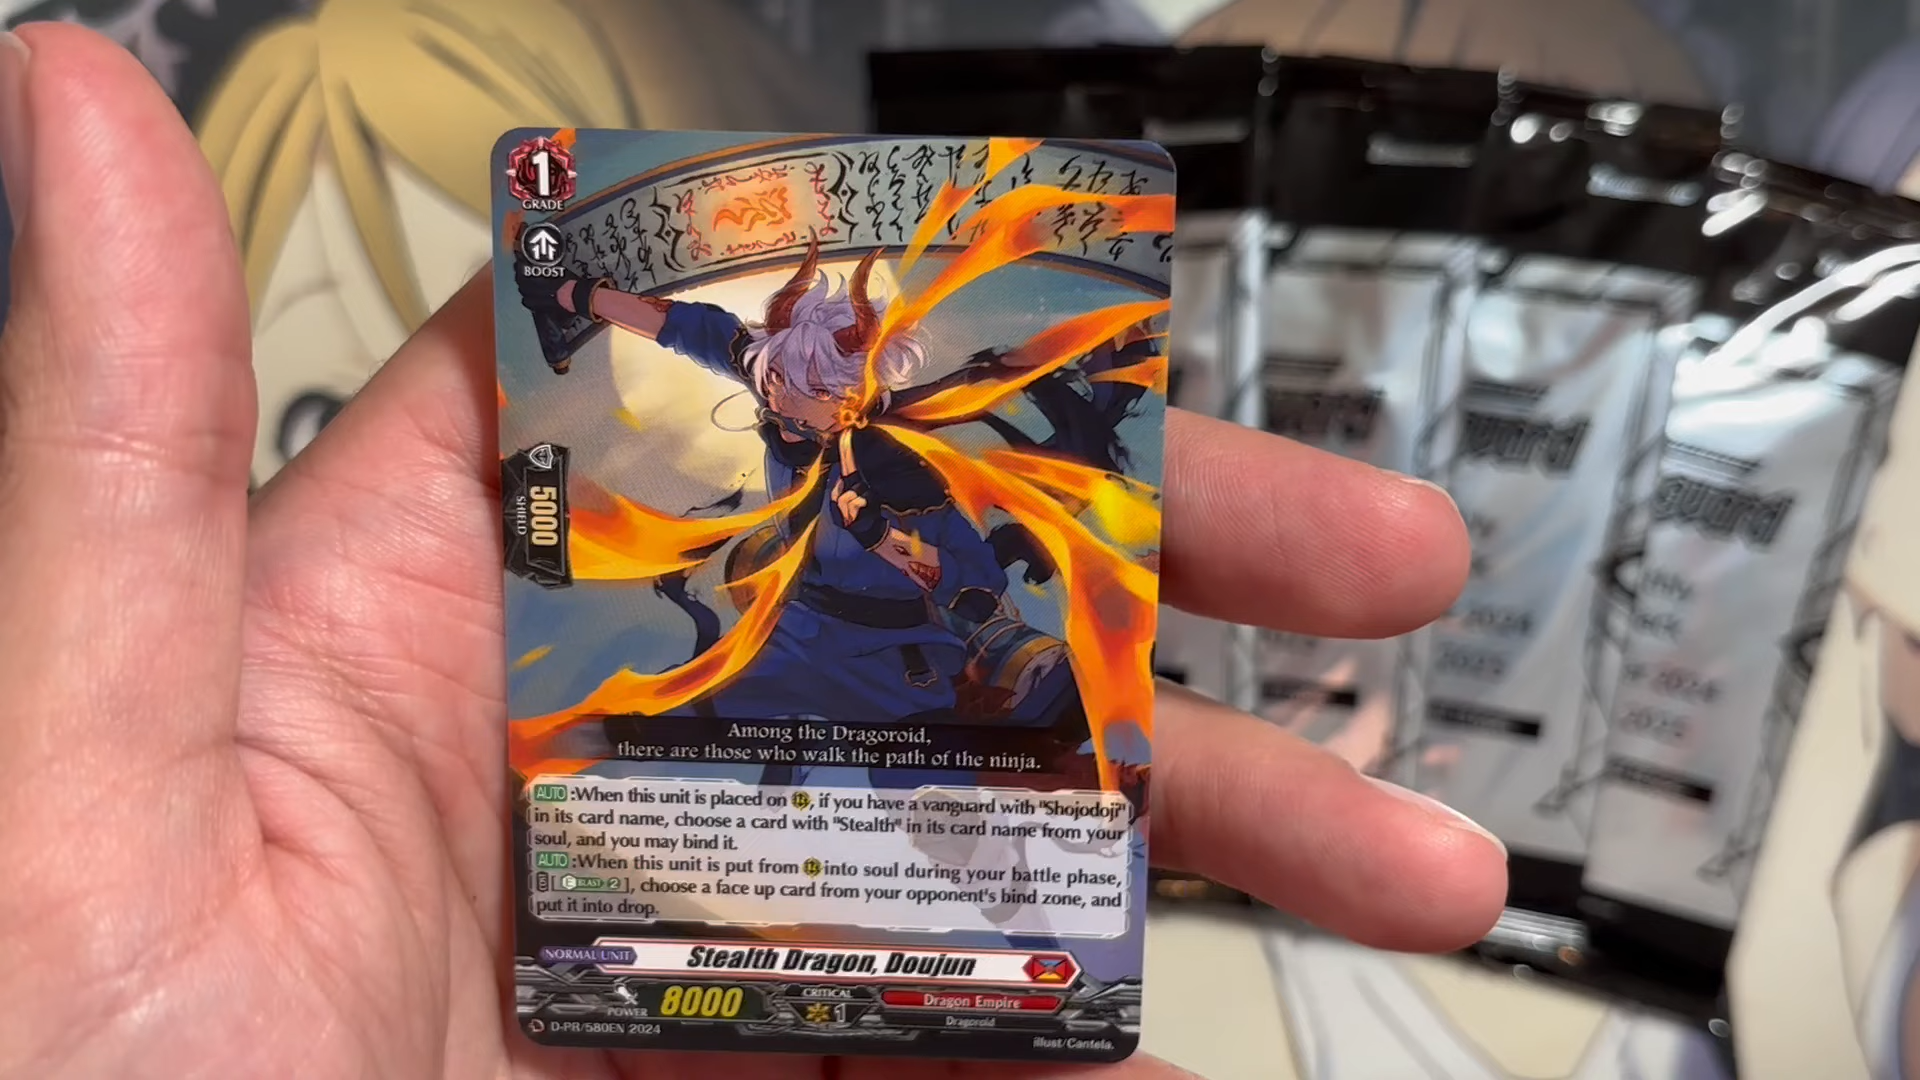 1
GRADE
BOOST
5000
SHIELD
Among the Dragoroid,
there are those who walk the path of the ninja.
AUTO :When this unit is placed on , if you have a vanguard with "Shojodoji"
in its card name, choose a card with "Stealth" in its card name from your
soul, and you may bind it.
AUTO :When this unit is put from into soul during your battle phase,
[ E BLAST 2 ], choose a face up card from your opponent's bind zone, and
put it into drop.
NORMAL UNIT
Stealth Dragon, Doujun
POWER 8000
CRITICAL
1
Dragon Empire
Dragoroid
D-PR/580EN 2024
illust/Cantela.
2024
2025
2024
2025